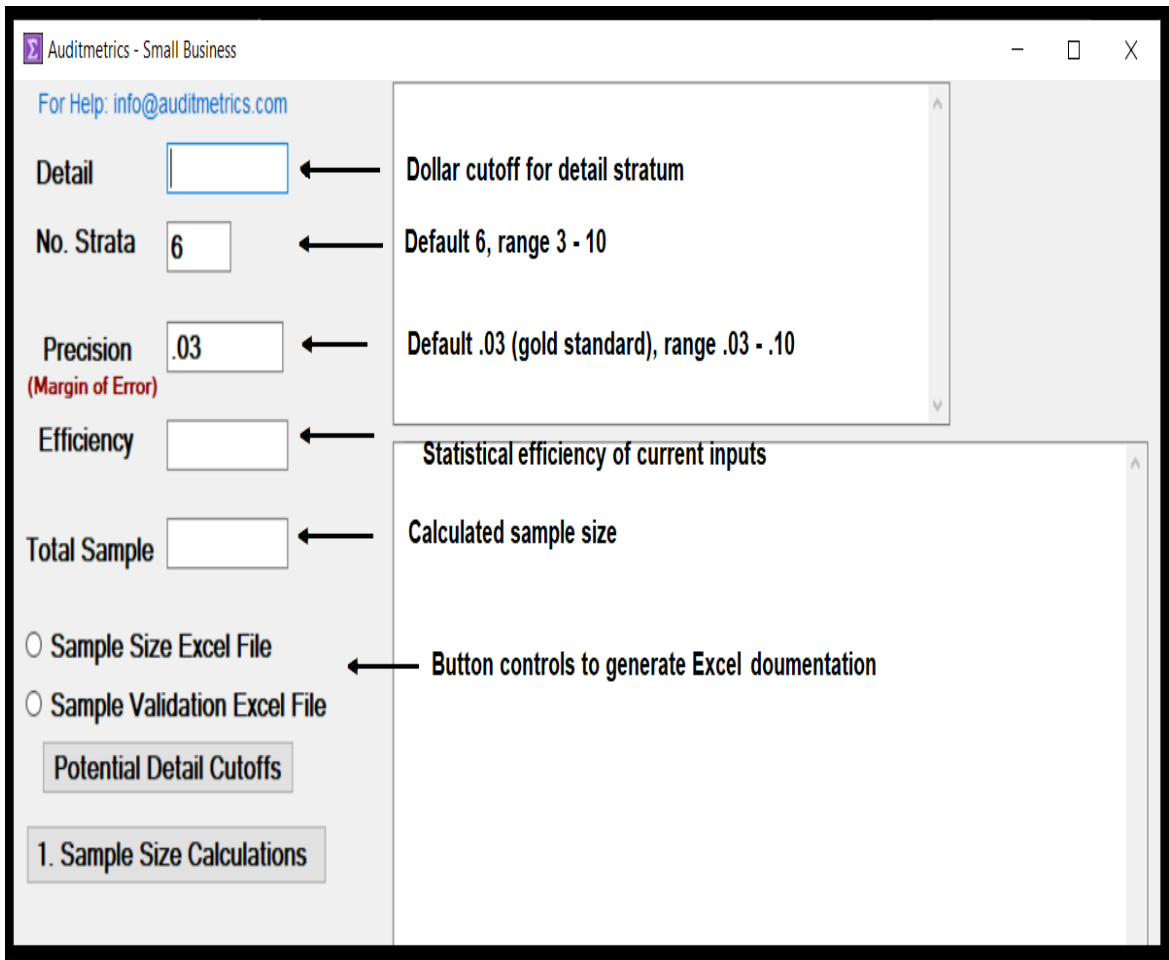 Auditmetrics - Small Business
For Help: info@auditmetrics.com
Detail
Dollar cutoff for detail stratum
No. Strata
6
Default 6, range 3 - 10
Precision
.03
Default .03 (gold standard), range .03 - .10
(Margin of Error)
Efficiency
Statistical efficiency of current inputs
Total Sample
Calculated sample size
Sample Size Excel File
Button controls to generate Excel doumentation
Sample Validation Excel File
Potential Detail Cutoffs
1. Sample Size Calculations